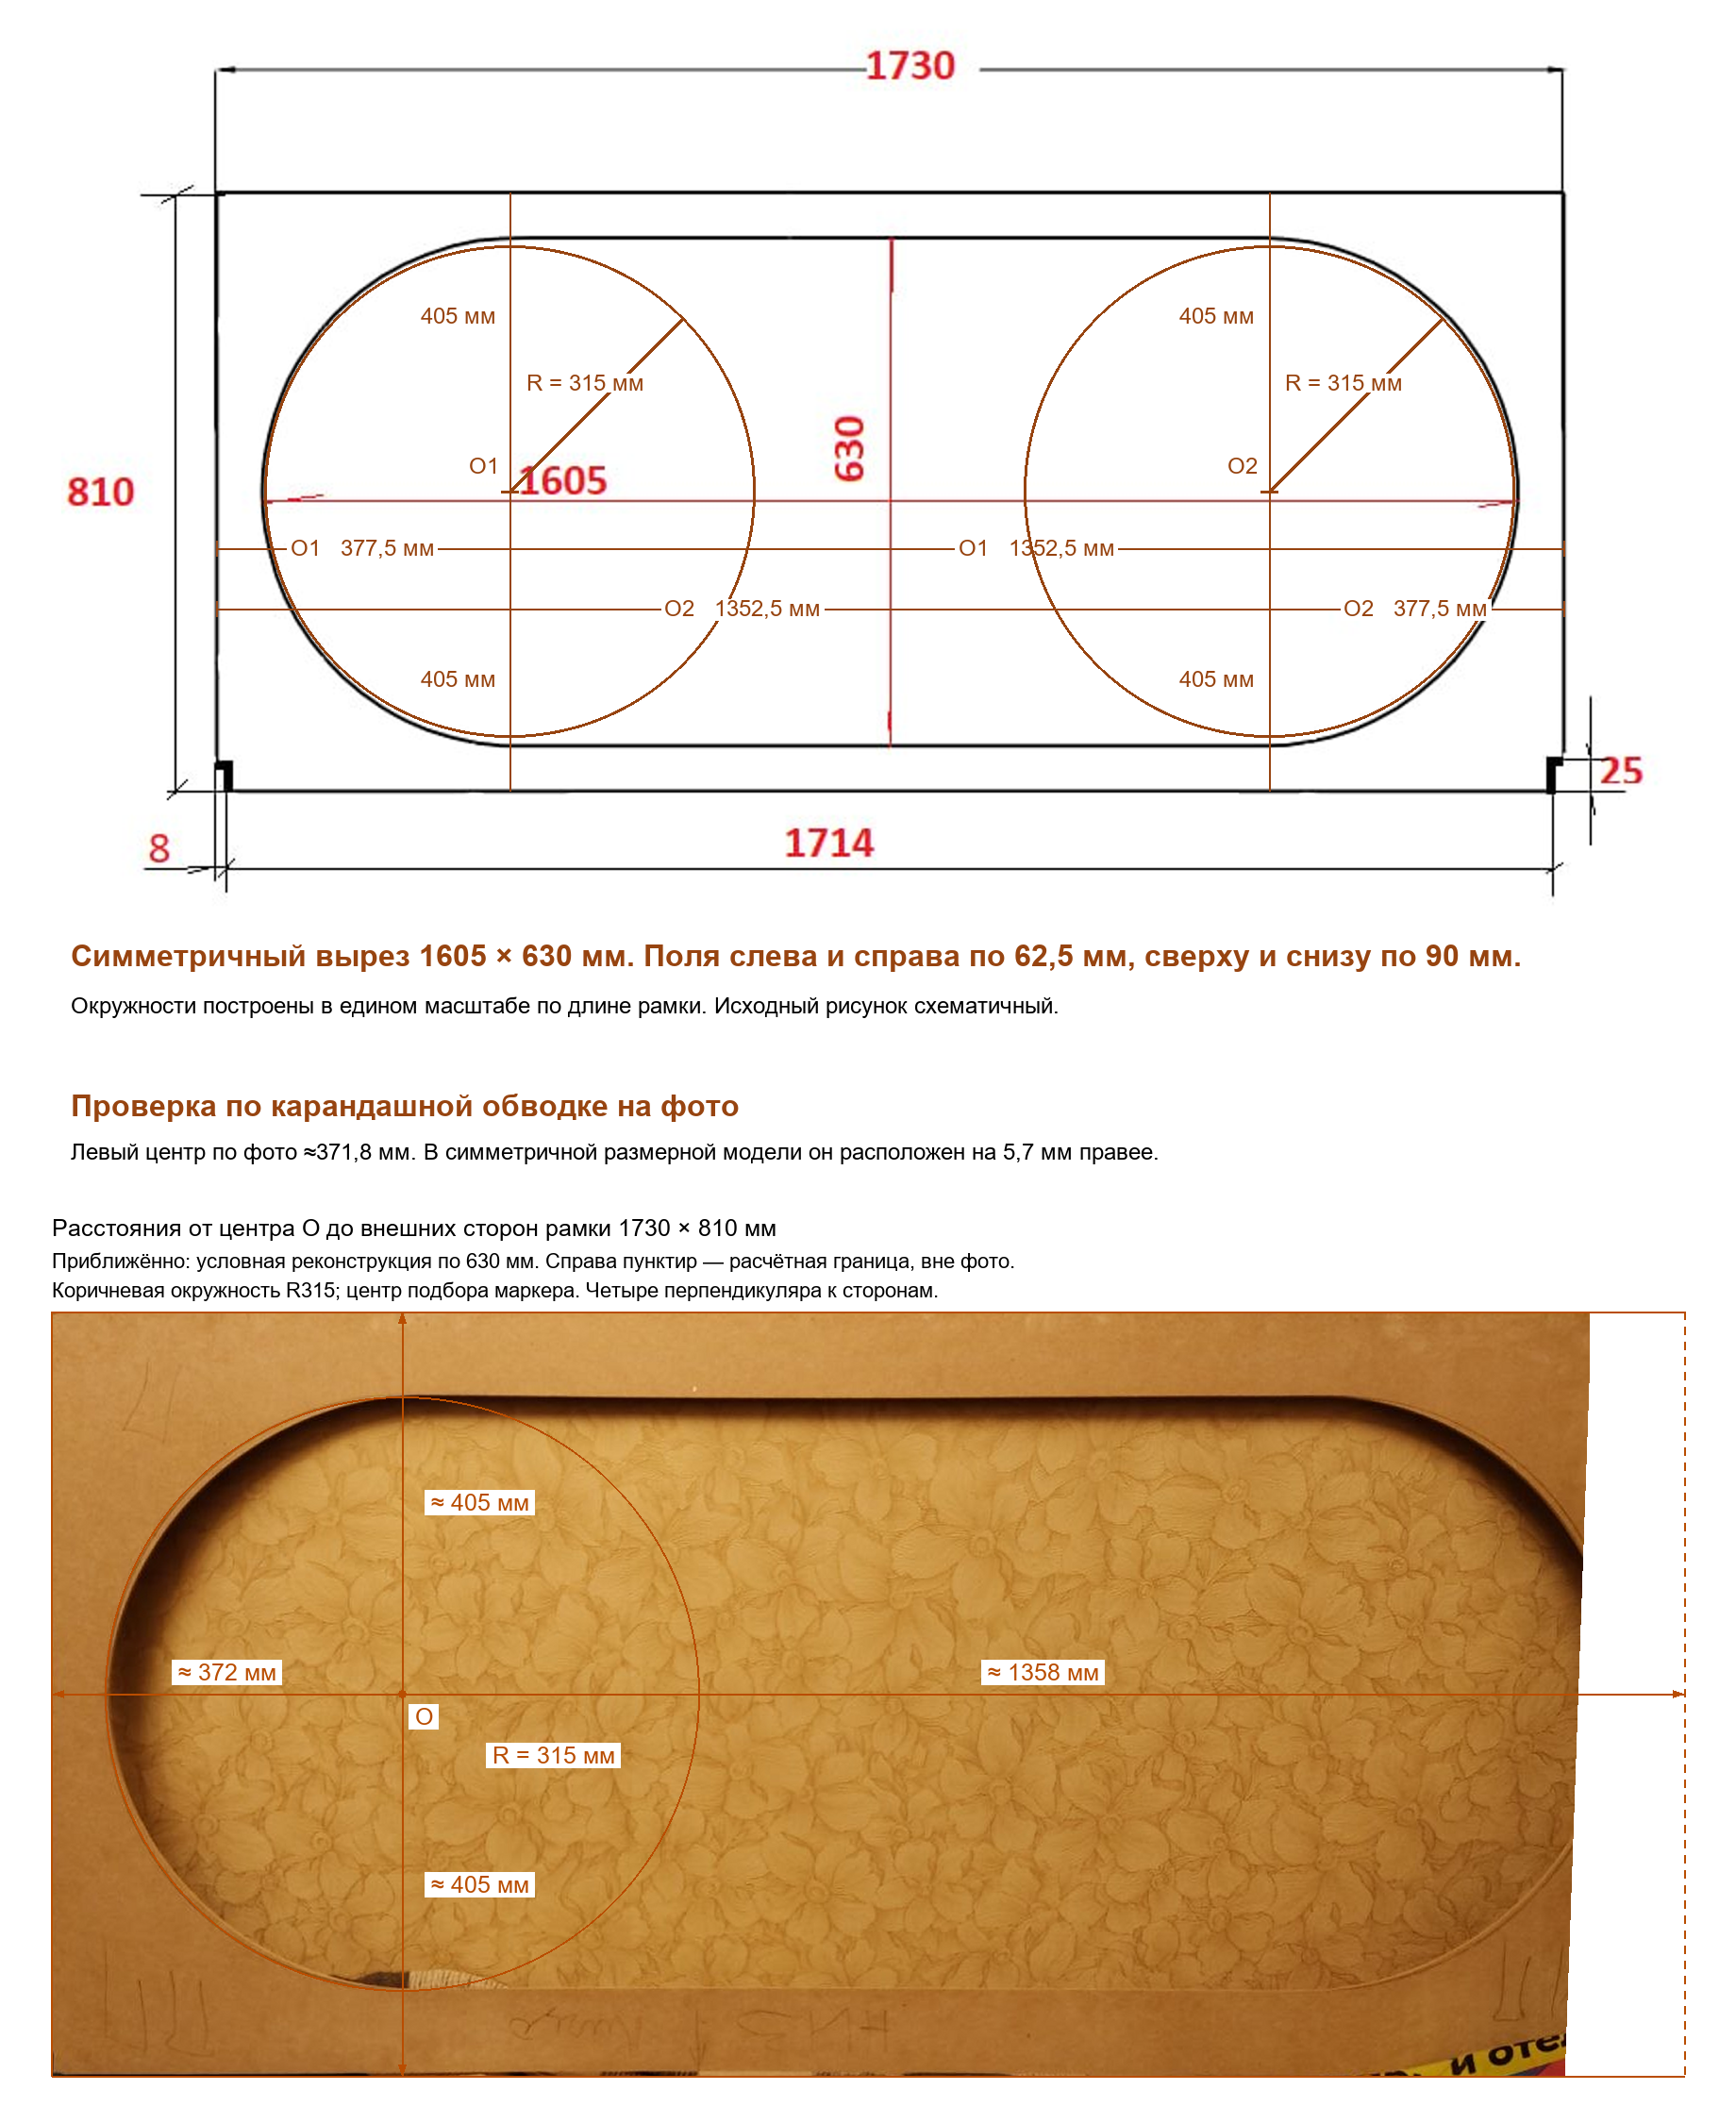 1730
405 мм
405 мм
R = 315 мм
R = 315 мм
630
O1
1605
O2
810
O1 377,5 мм
O1 1352,5 мм
O2 1352,5 мм
O2 377,5 мм
405 мм
405 мм
25
8
1714
Симметричный вырез 1605 × 630 мм. Поля слева и справа по 62,5 мм, сверху и снизу по 90 мм.
Окружности построены в едином масштабе по длине рамки. Исходный рисунок схематичный.
Проверка по карандашной обводке на фото
Левый центр по фото ≈371,8 мм. В симметричной размерной модели он расположен на 5,7 мм правее.
Расстояния от центра O до внешних сторон рамки 1730 × 810 мм
Приближённо: условная реконструкция по 630 мм. Справа пунктир — расчётная граница, вне фото.
Коричневая окружность R315; центр подбора маркера. Четыре перпендикуляра к сторонам.
≈ 405 мм
≈ 372 мм
≈ 1358 мм
O
R = 315 мм
≈ 405 мм
и оте